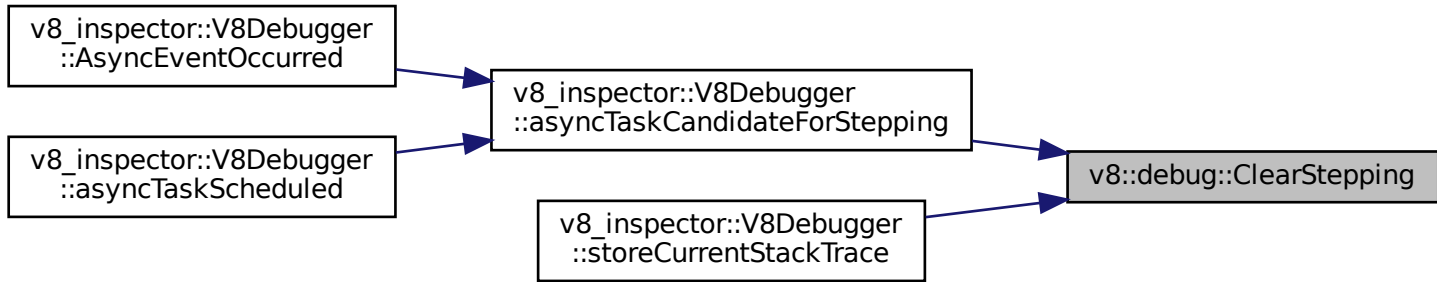 v8_inspector::V8Debugger
::AsyncEventOccurred
v8_inspector::V8Debugger
::asyncTaskScheduled
v8_inspector::V8Debugger
::asyncTaskCandidateForStepping
v8_inspector::V8Debugger
::storeCurrentStackTrace
v8::debug::ClearStepping